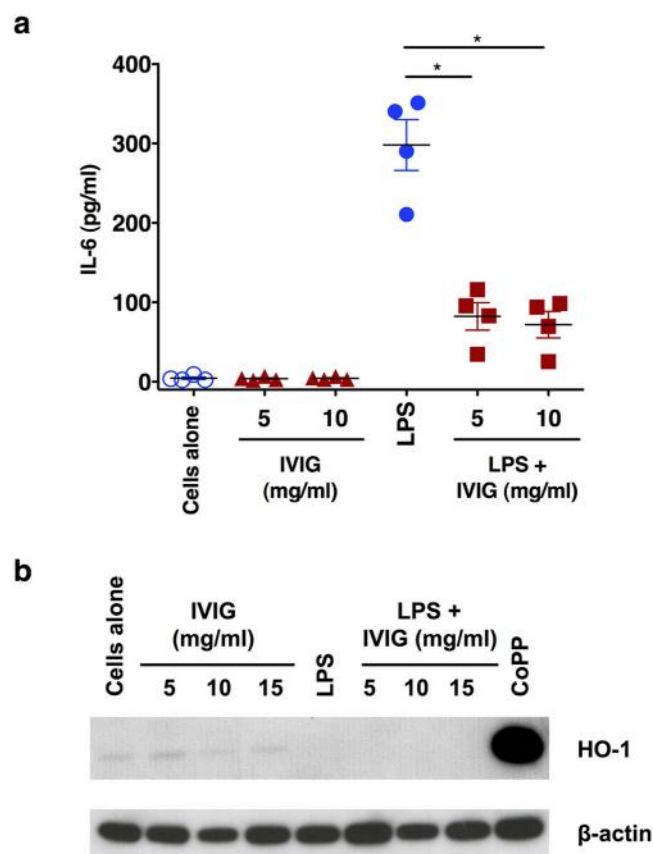 a
*
*
400
300
200
100
0
IL-6 (pg/ml)
Cells alone
5
10
LPS
5
10
IVIG
(mg/ml)
LPS +
IVIG (mg/ml)
b
Cells alone
IVIG
(mg/ml)
5 10 15
LPS
LPS +
IVIG (mg/ml)
5 10 15
CoPP
HO-1
β-actin